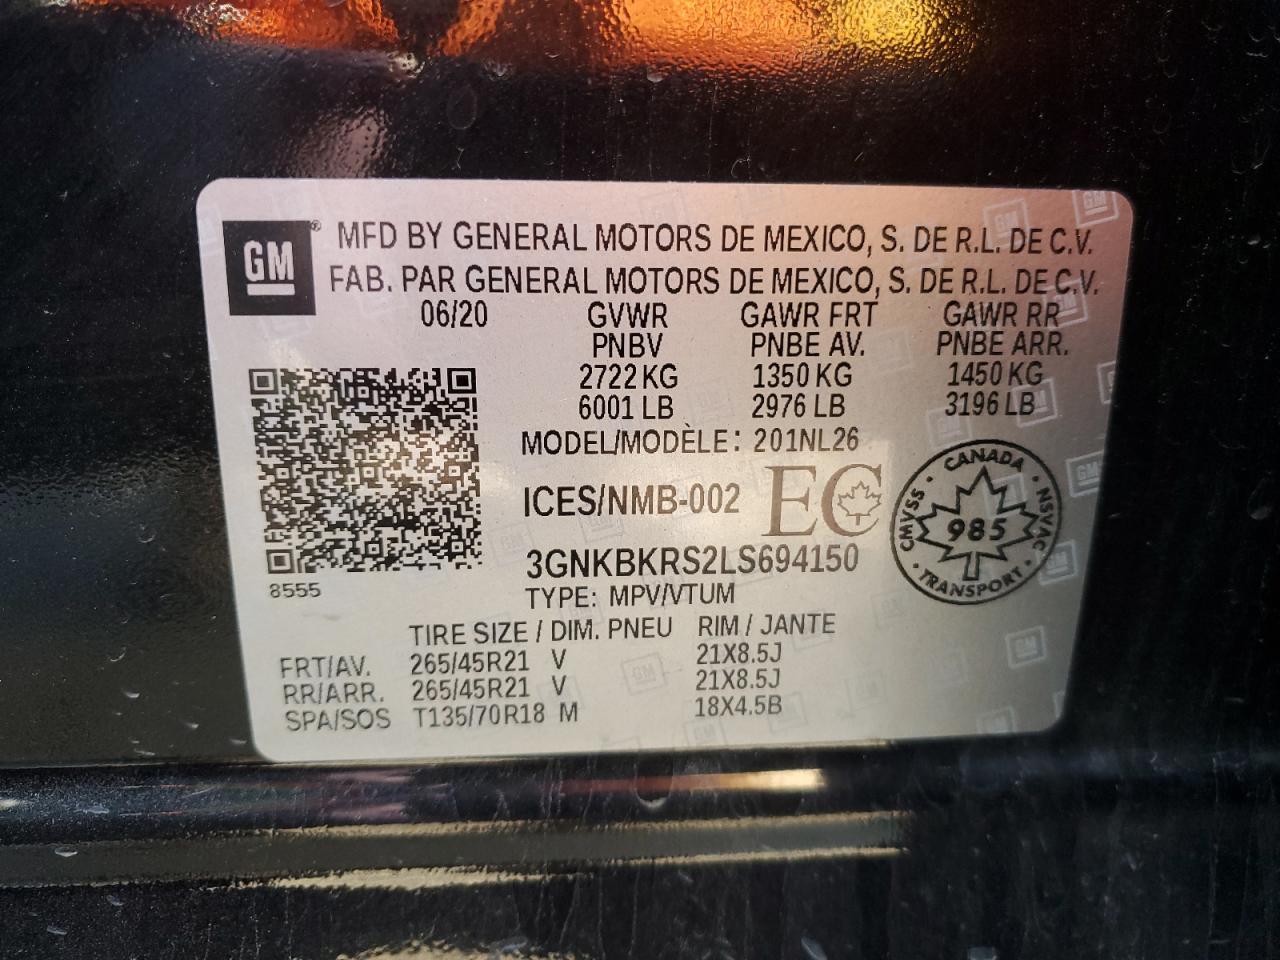 GM® MFD BY GENERAL MOTORS DE MEXICO, S. DE R.L. DE C.V.
FAB. PAR GENERAL MOTORS DE MEXICO, S. DE R.L. DE C.V.
06/20 GVWR GAWR FRT GAWR RR
PNBV PNBE AV. PNBE ARR.
2722 KG 1350 KG 1450 KG
6001 LB 2976 LB 3196 LB
MODEL/MODÈLE: 201NL26
ICES/NMB-002 EC
CANADA
CMVSS · 985 · NSVAC
· TRANSPORT ·
3GNKBKRS2LS694150
8555
TYPE: MPV/VTUM
TIRE SIZE / DIM. PNEU RIM / JANTE
FRT/AV. 265/45R21 V 21X8.5J
RR/ARR. 265/45R21 V 21X8.5J
SPA/SOS T135/70R18 M 18X4.5B